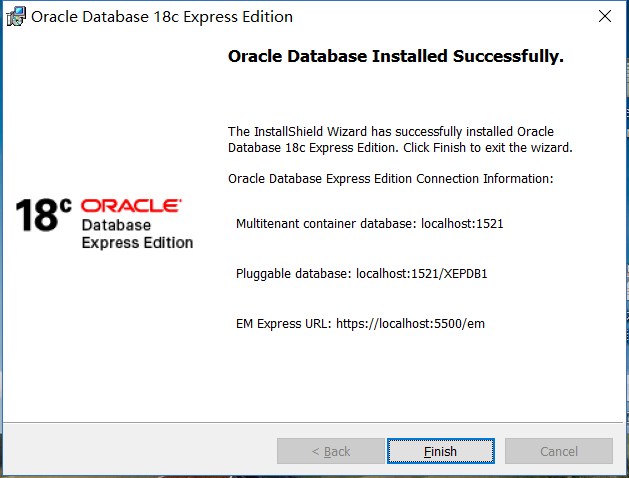 Oracle Database 18c Express Edition
Oracle Database Installed Successfully.
The InstallShield Wizard has successfully installed Oracle
Database 18c Express Edition. Click Finish to exit the wizard.
Oracle Database Express Edition Connection Information:
18c ORACLE
Database
Express Edition
Multitenant container database: localhost:1521
Pluggable database: localhost:1521/XEPDB1
EM Express URL: https://localhost:5500/em
< Back
Finish
Cancel